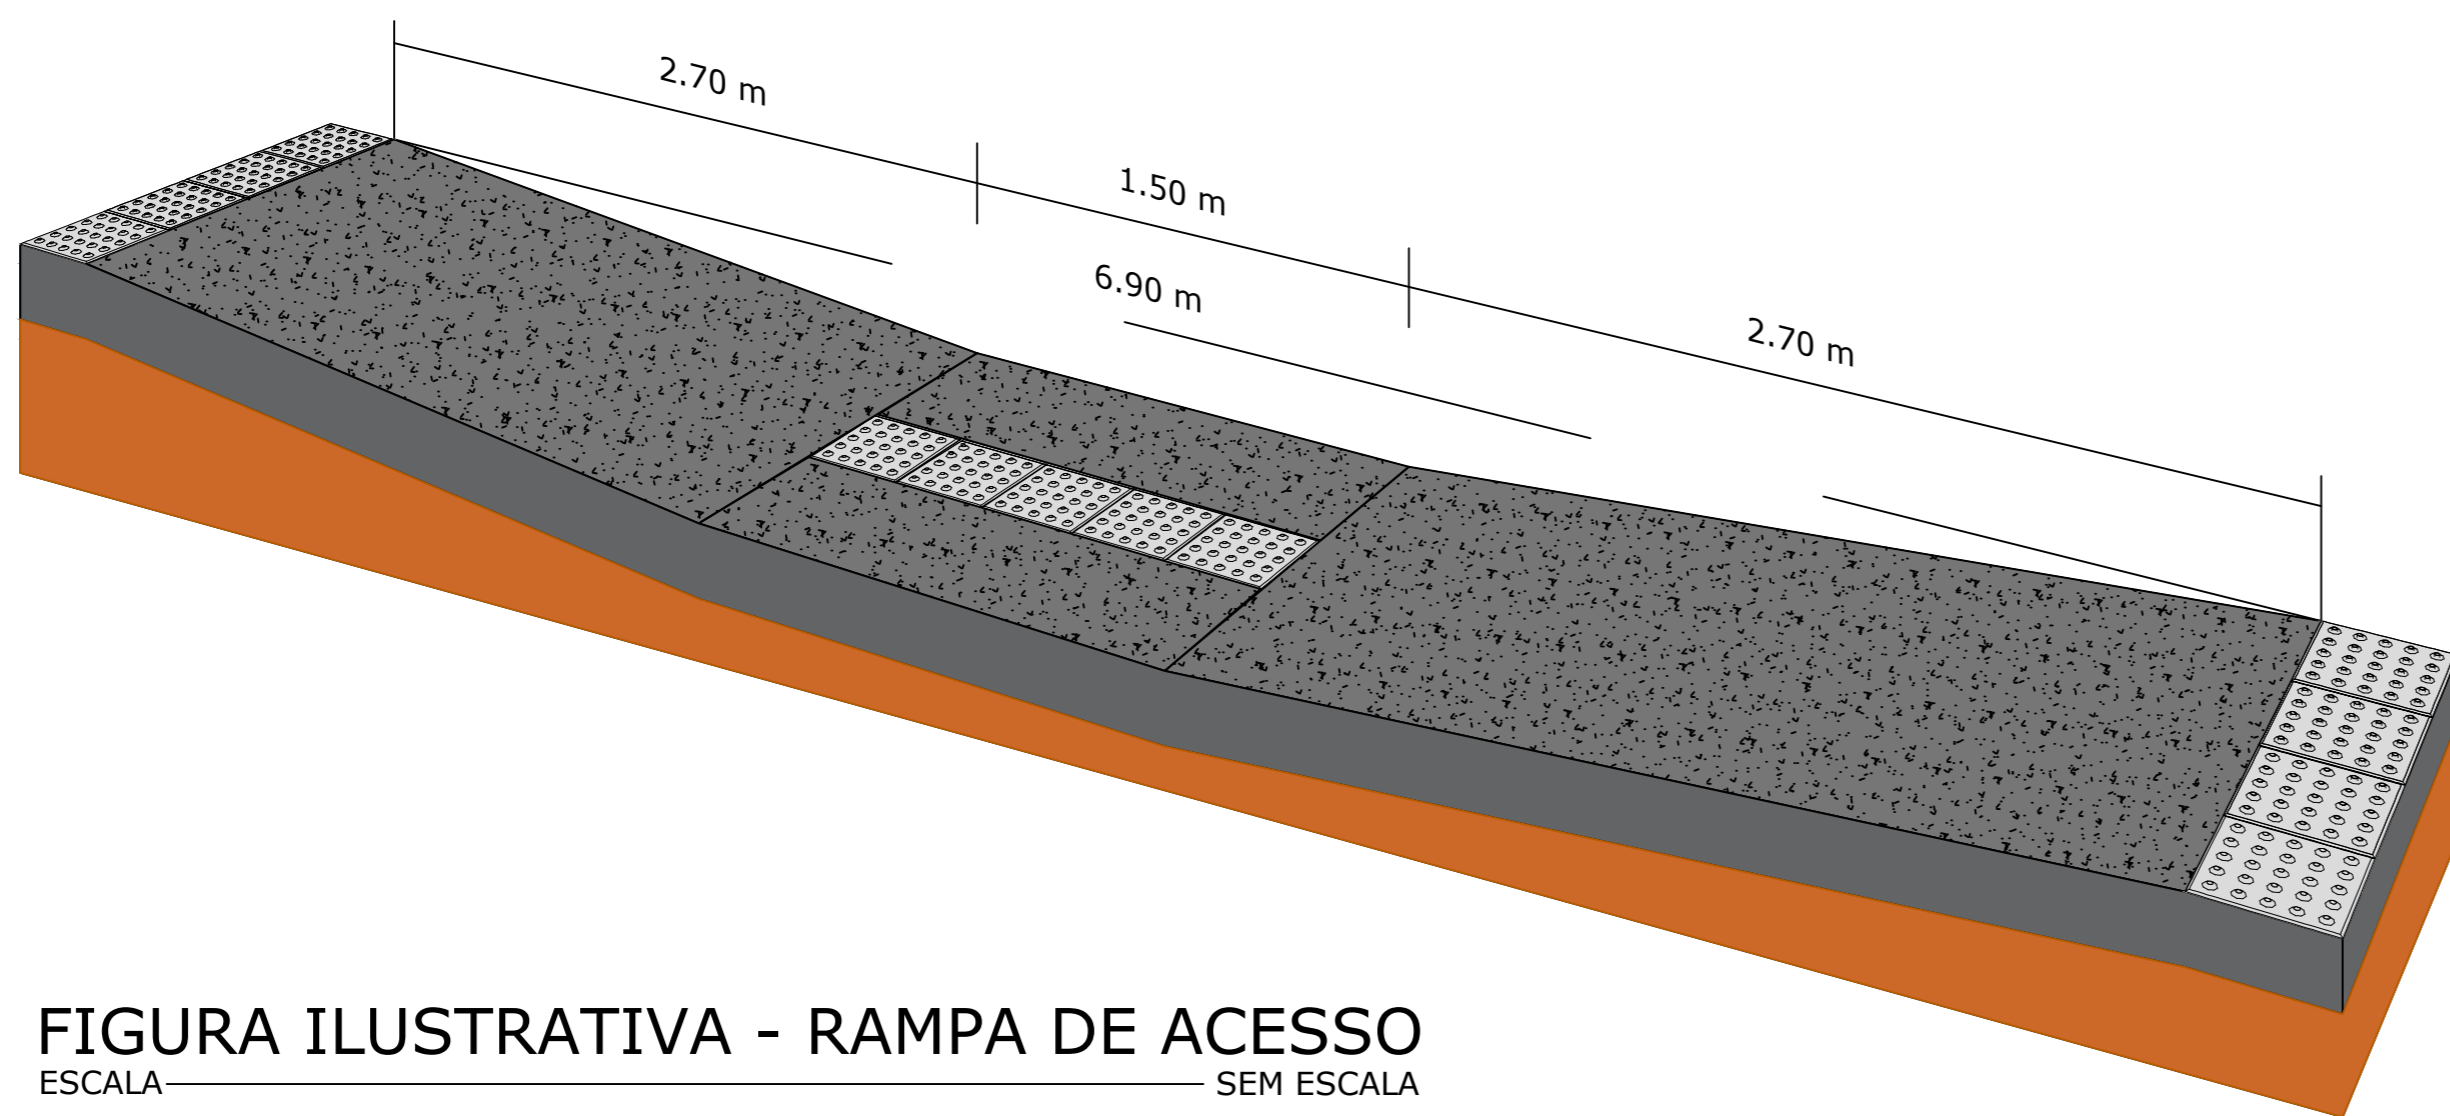 2.70 m
1.50 m
6.90 m
2.70 m
FIGURA ILUSTRATIVA - RAMPA DE ACESSO
ESCALA SEM ESCALA